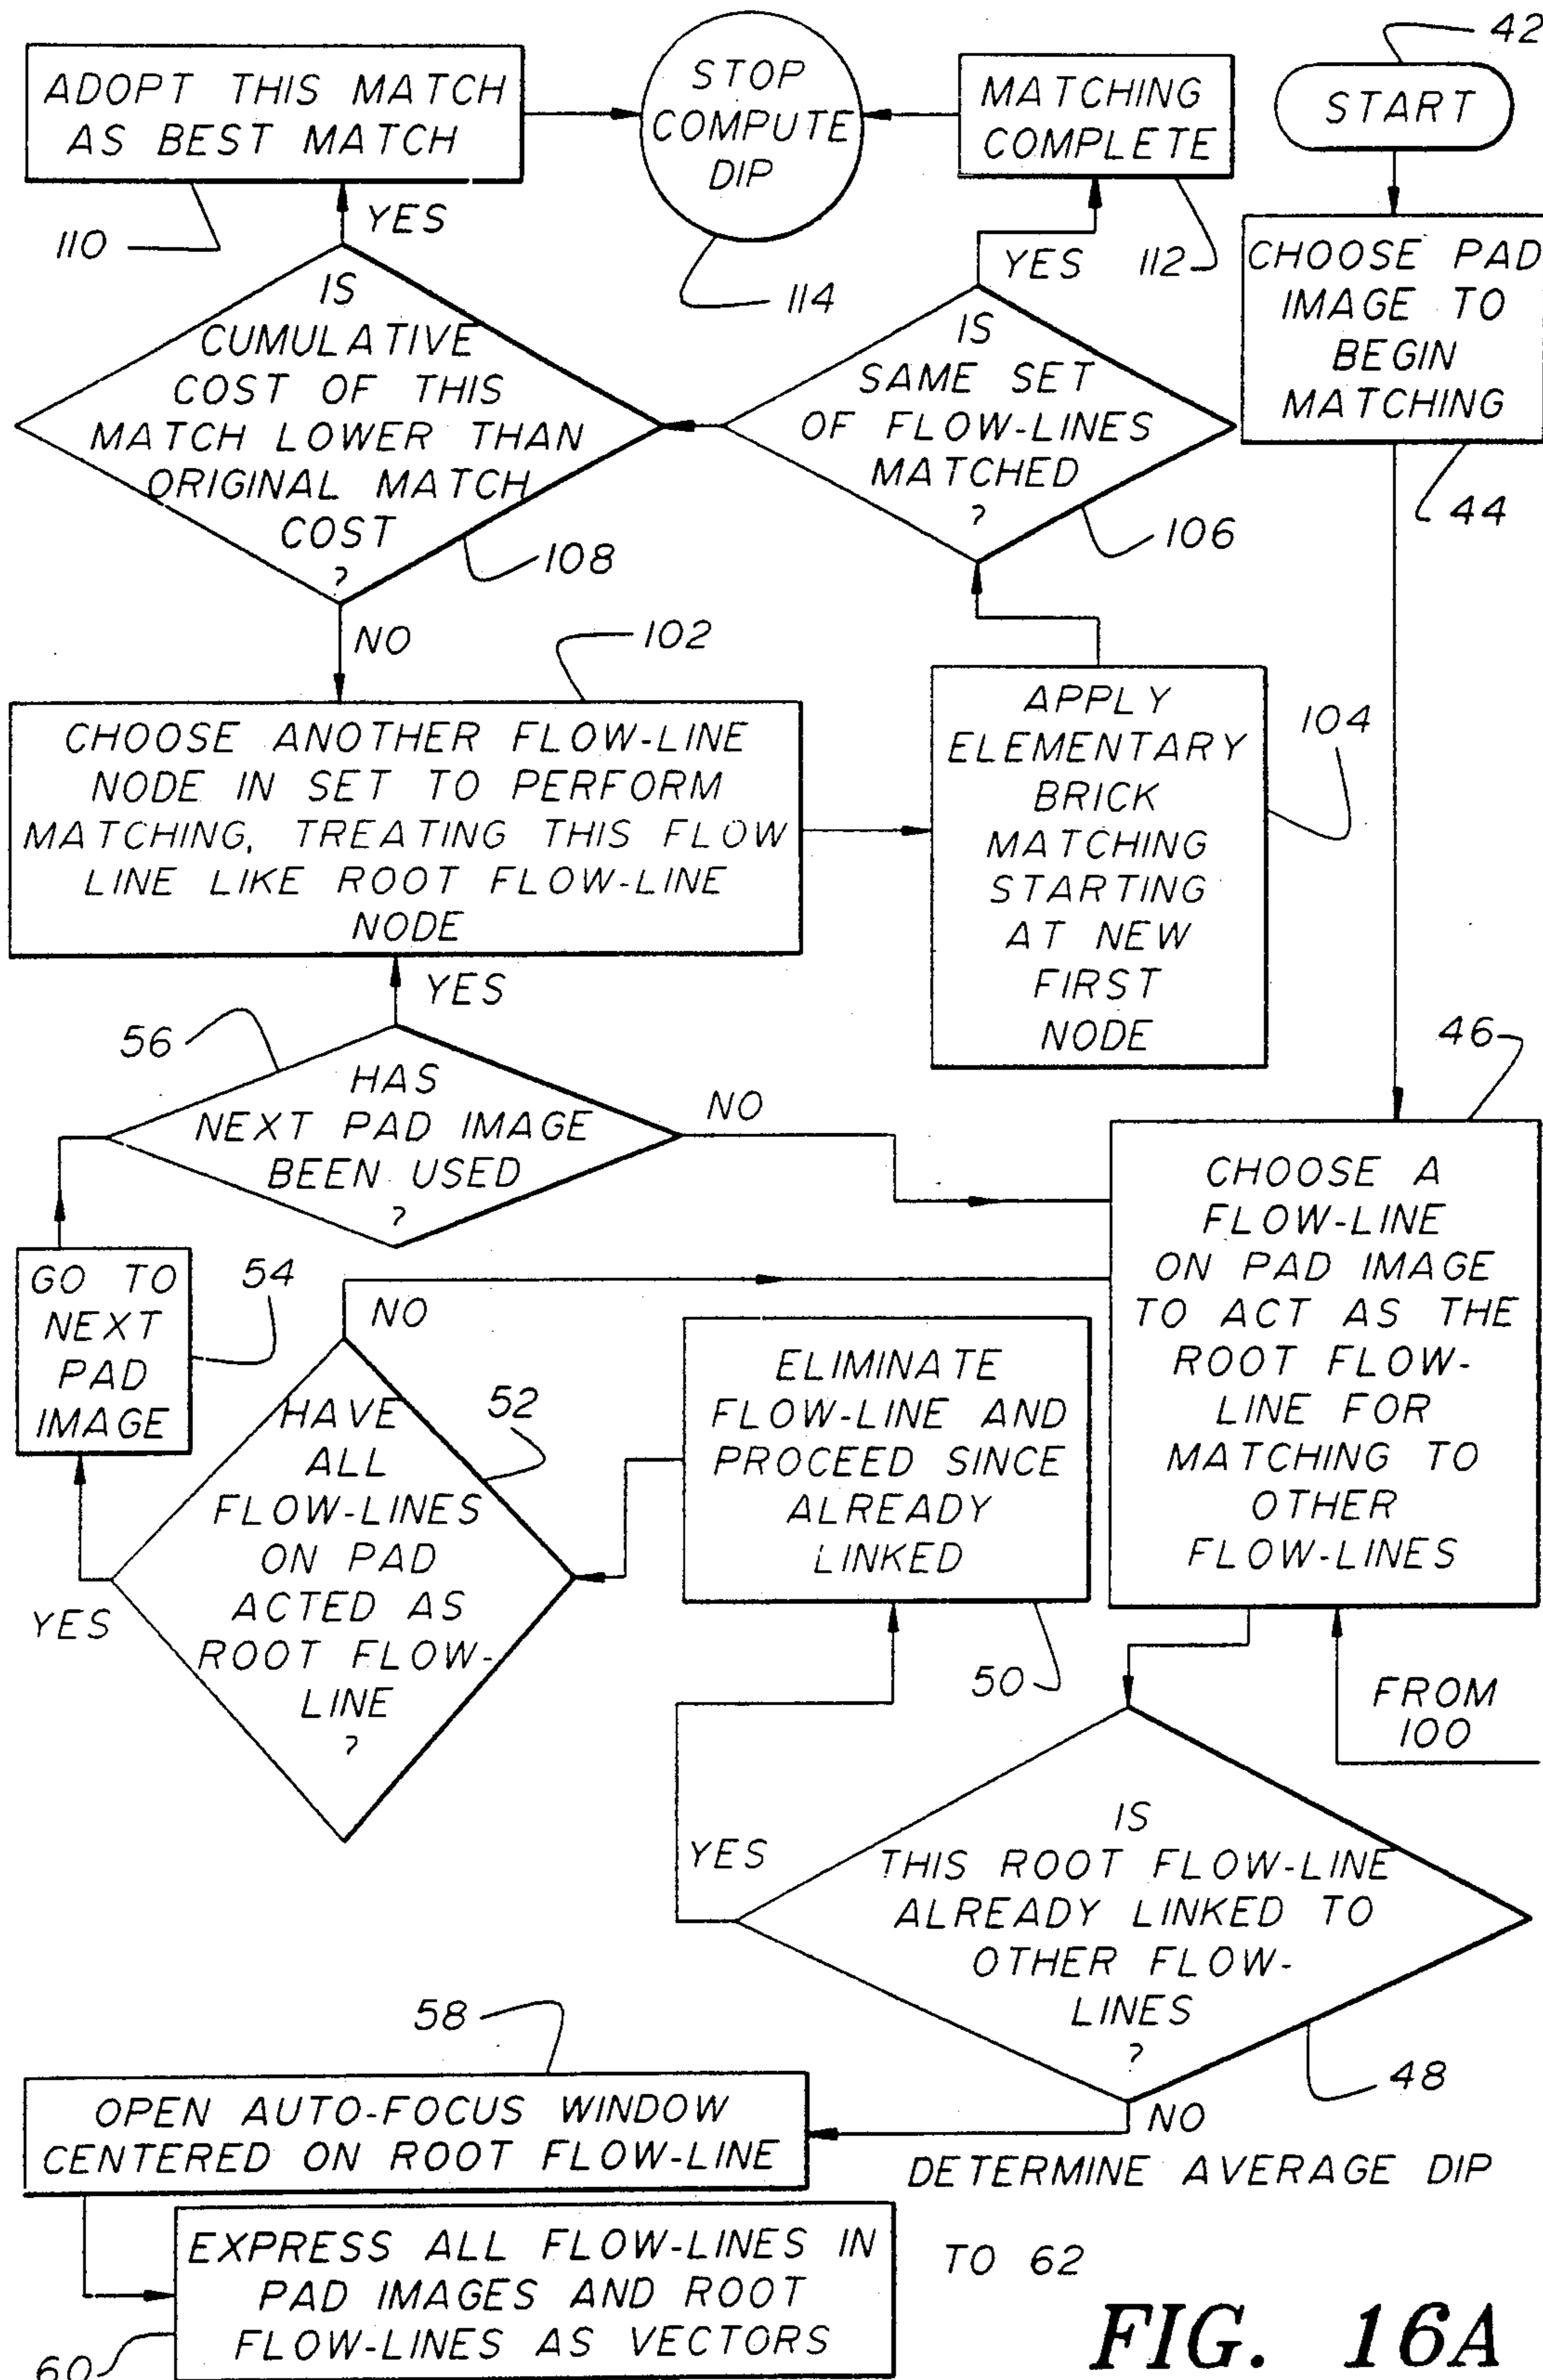 42
START
CHOOSE PAD
IMAGE TO
BEGIN
MATCHING
44
ADOPT THIS MATCH
AS BEST MATCH
110
YES
STOP
COMPUTE
DIP
114
MATCHING
COMPLETE
112
YES
IS
CUMULATIVE
COST OF THIS
MATCH LOWER THAN
ORIGINAL MATCH
COST
?
108
NO
IS
SAME SET
OF FLOW-LINES
MATCHED
?
106
102
CHOOSE ANOTHER FLOW-LINE
NODE IN SET TO PERFORM
MATCHING, TREATING THIS FLOW
LINE LIKE ROOT FLOW-LINE
NODE
YES
APPLY
ELEMENTARY
BRICK
MATCHING
STARTING
AT NEW
FIRST
NODE
104
56
HAS
NEXT PAD IMAGE
BEEN USED
?
NO
46
CHOOSE A
FLOW-LINE
ON PAD IMAGE
TO ACT AS THE
ROOT FLOW-
LINE FOR
MATCHING TO
OTHER
FLOW-LINES
GO TO
NEXT
PAD
IMAGE
54
NO
HAVE
ALL
FLOW-LINES
ON PAD
ACTED AS
ROOT FLOW-
LINE
?
52
YES
ELIMINATE
FLOW-LINE AND
PROCEED SINCE
ALREADY
LINKED
50
FROM
100
YES
IS
THIS ROOT FLOW-LINE
ALREADY LINKED TO
OTHER FLOW-
LINES
?
48
NO
58
OPEN AUTO-FOCUS WINDOW
CENTERED ON ROOT FLOW-LINE
DETERMINE AVERAGE DIP
EXPRESS ALL FLOW-LINES IN
PAD IMAGES AND ROOT
FLOW-LINES AS VECTORS
60
TO 62
FIG. 16A